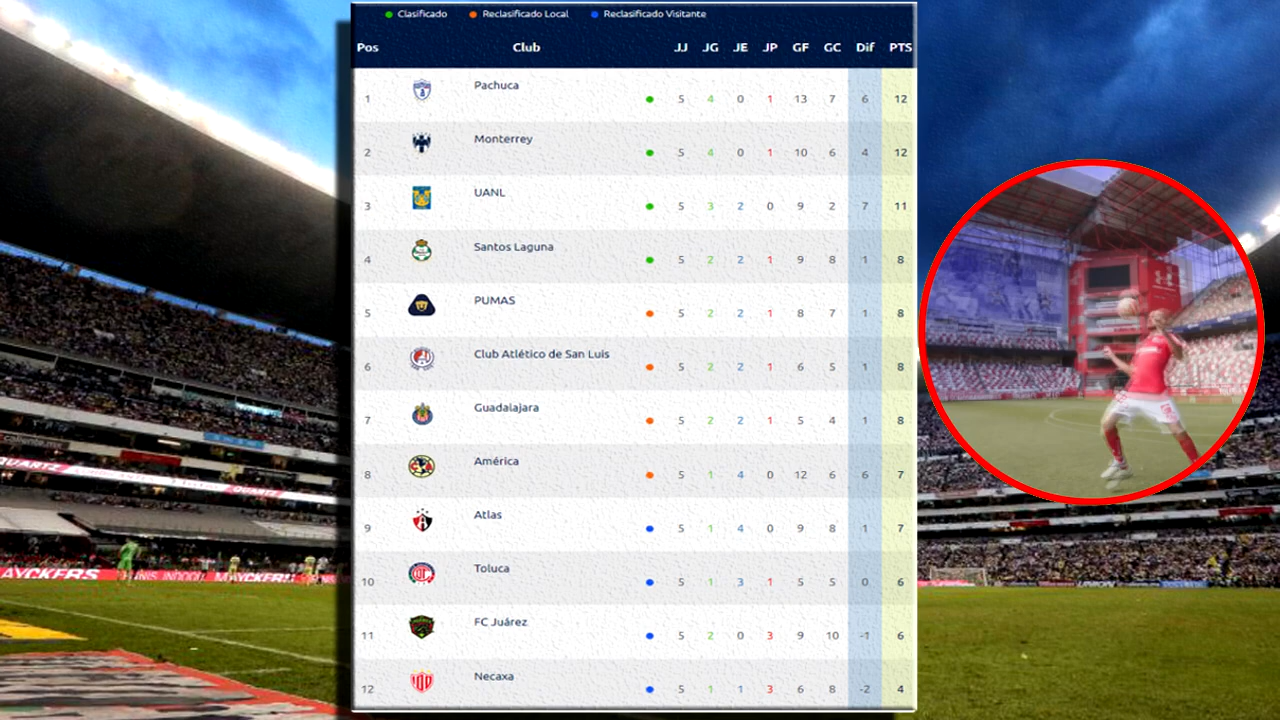 Clasificado Reclasificado Local Reclasificado Visitante
Pos Club JJ JG JE JP GF GC Dif PTS
1 Pachuca 5 4 0 1 13 7 6 12
2 Monterrey 5 4 0 1 10 6 4 12
3 UANL 5 3 2 0 9 2 7 11
4 Santos Laguna 5 2 2 1 9 8 1 8
5 PUMAS 5 2 2 1 8 7 1 8
6 Club Atlético de San Luis 5 2 2 1 6 5 1 8
7 Guadalajara 5 2 2 1 5 4 1 8
8 América 5 1 4 0 12 6 6 7
9 Atlas 5 1 4 0 9 8 1 7
10 Toluca 5 1 3 1 5 5 0 6
11 FC Juárez 5 2 0 3 9 10 -1 6
12 Necaxa 5 1 1 3 6 8 -2 4
caliente.mx
QUARTZ
AYCKERS